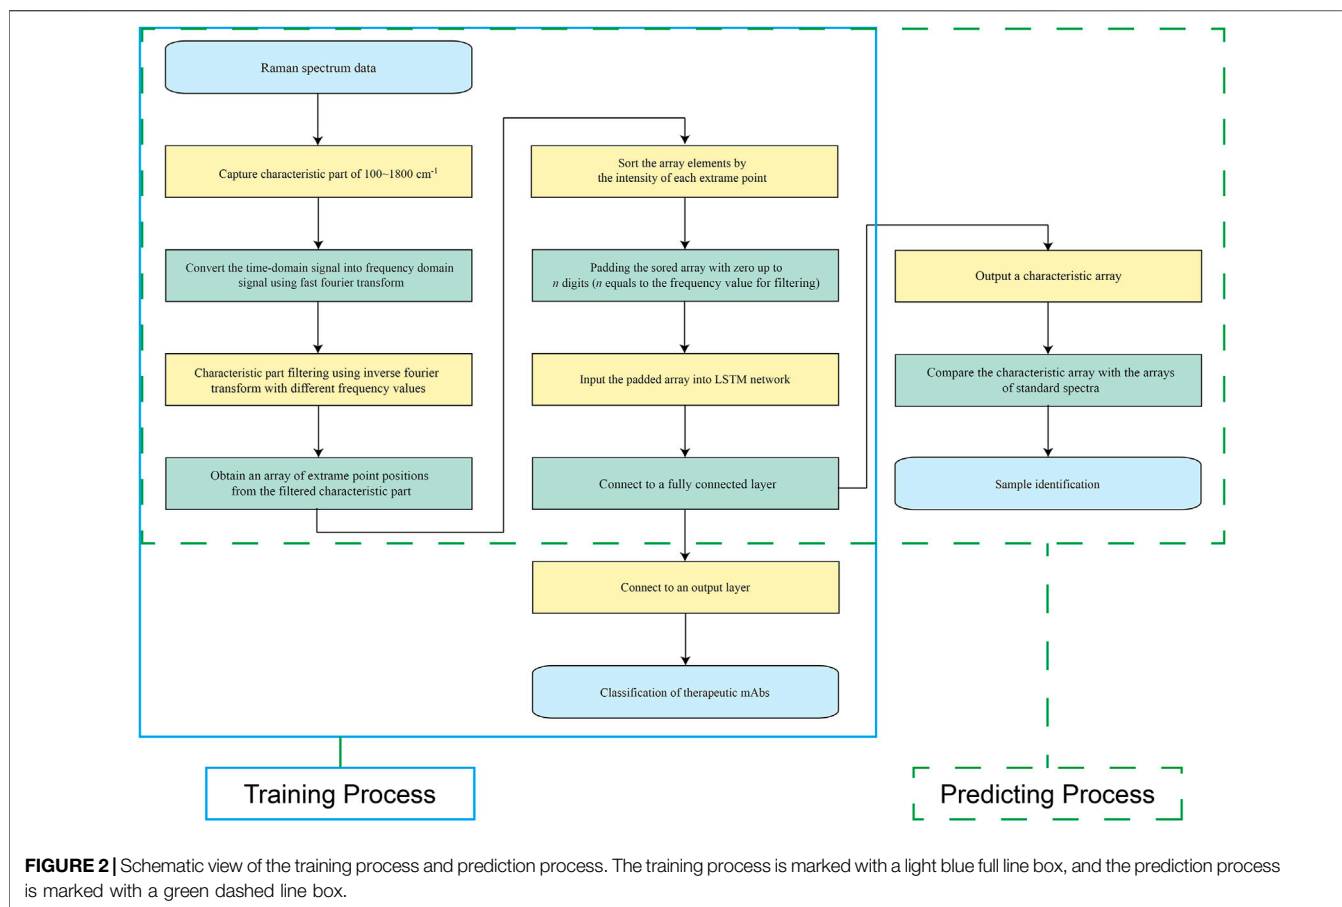 Raman spectrum data
Capture characteristic part of 100~1800 cm⁻¹
Convert the time-domain signal into frequency domain
signal using fast fourier transform
Characteristic part filtering using inverse fourier
transform with different frequency values
Obtain an array of extrame point positions
from the filtered characteristic part
Sort the array elements by
the intensity of each extrame point
Padding the sored array with zero up to
n digits (n equals to the frequency value for filtering)
Input the padded array into LSTM network
Connect to a fully connected layer
Connect to an output layer
Classification of therapeutic mAbs
Output a characteristic array
Compare the characteristic array with the arrays
of standard spectra
Sample identification
Training Process
Predicting Process
FIGURE 2 | Schematic view of the training process and prediction process. The training process is marked with a light blue full line box, and the prediction process
is marked with a green dashed line box.